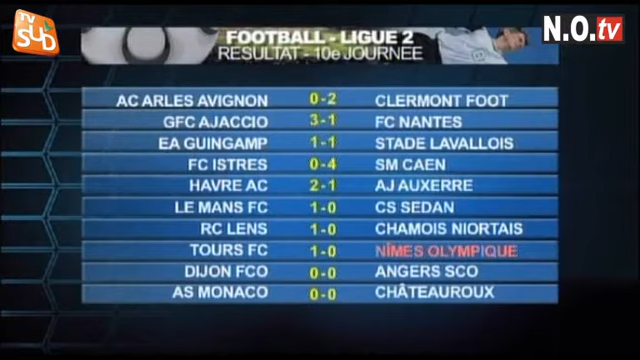 TV SUD
N.O.tv
FOOTBALL - LIGUE 2
RESULTAT - 10e JOURNEE
AC ARLES AVIGNON 0-2 CLERMONT FOOT
GFC AJACCIO 3-1 FC NANTES
EA GUINGAMP 1-1 STADE LAVALLOIS
FC ISTRES 0-4 SM CAEN
HAVRE AC 2-1 AJ AUXERRE
LE MANS FC 1-0 CS SEDAN
RC LENS 1-0 CHAMOIS NIORTAIS
TOURS FC 1-0 NÎMES OLYMPIQUE
DIJON FCO 0-0 ANGERS SCO
AS MONACO 0-0 CHÂTEAUROUX